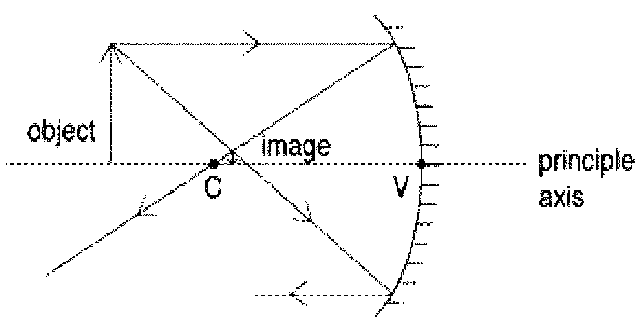 object
image
C
V
principle
axis